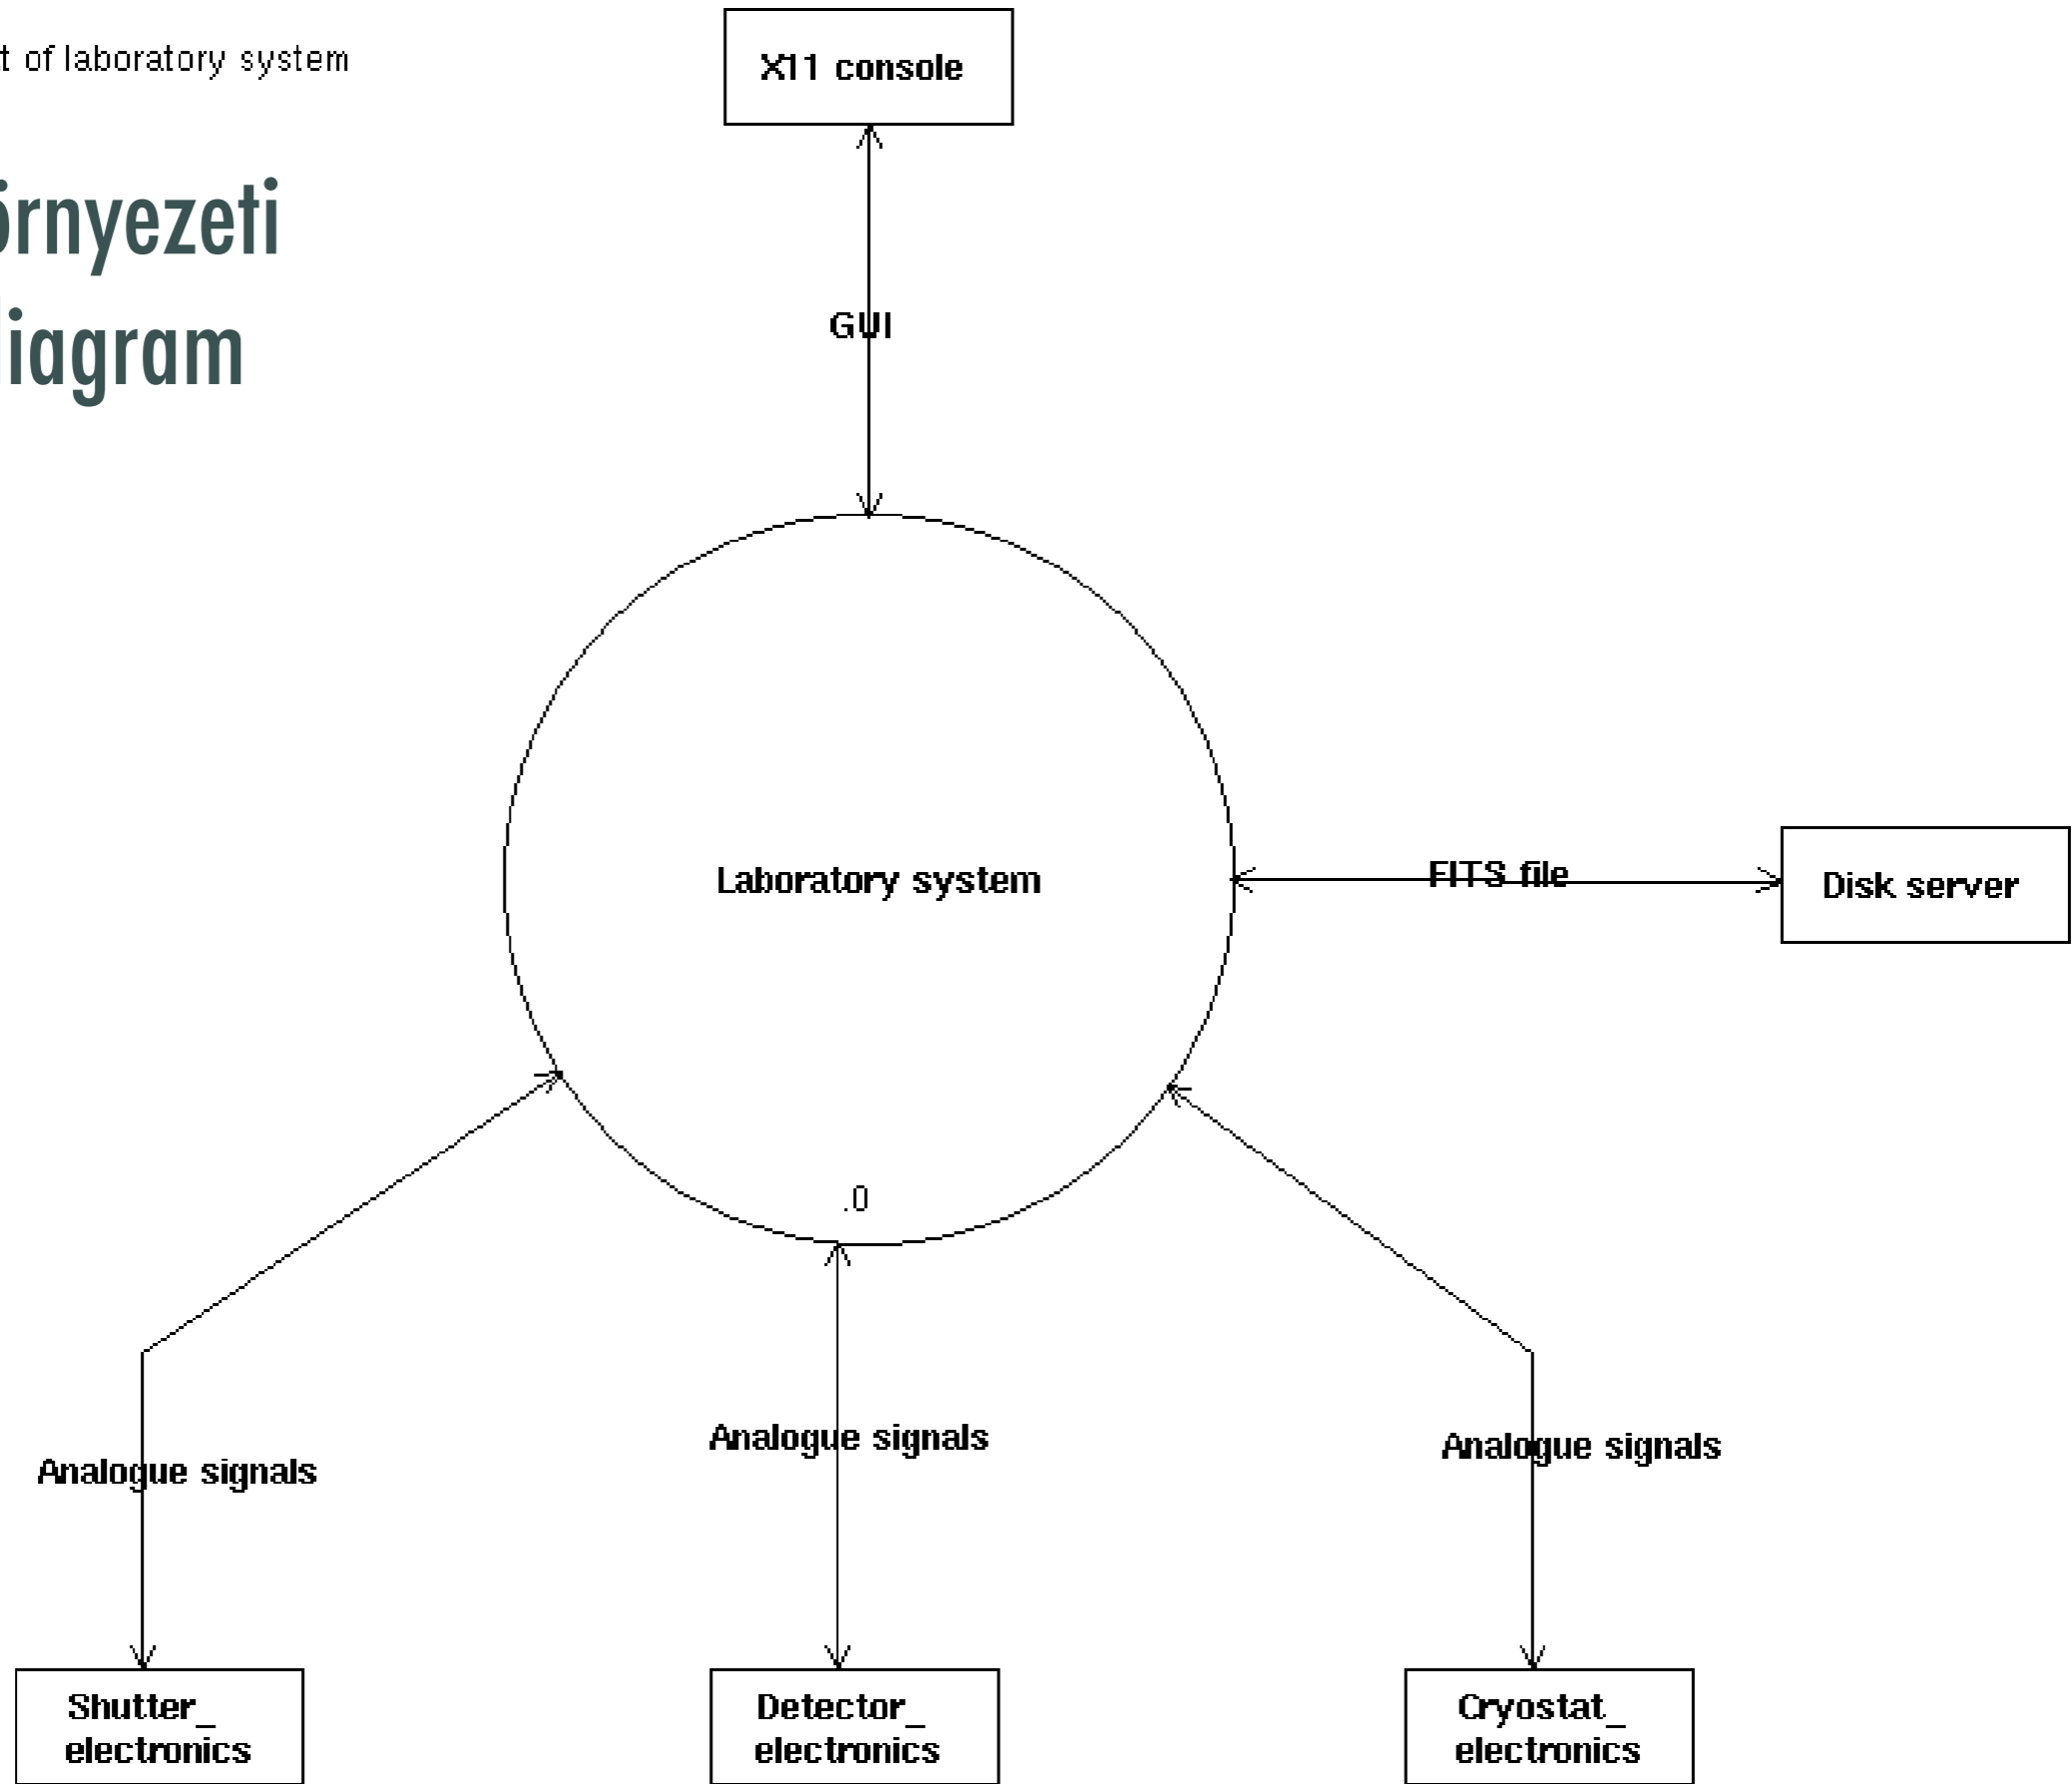 t of laboratory system
X11 console
örnyezeti
diagram
GUI
Laboratory system
FITS file
Disk server
.0
Analogue signals
Analogue signals
Analogue signals
Shutter_
electronics
Detector_
electronics
Cryostat_
electronics